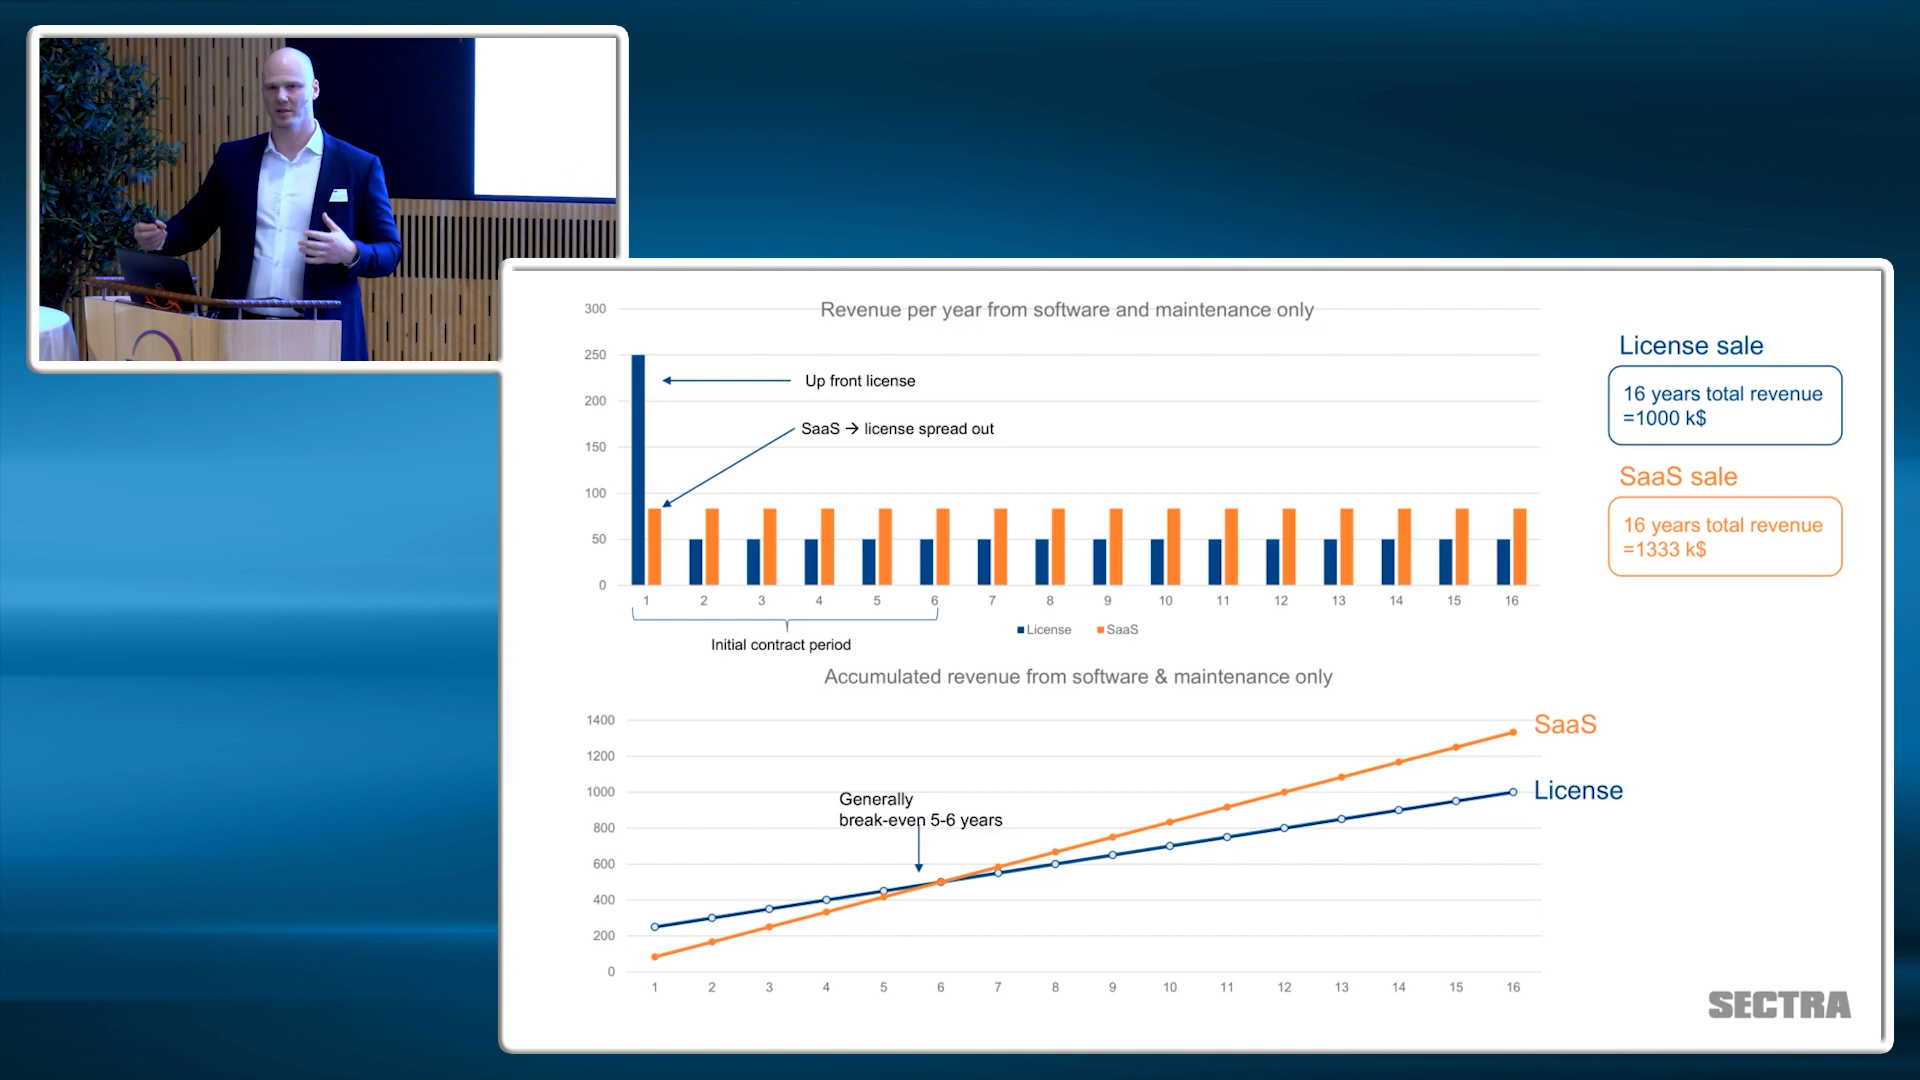 Revenue per year from software and maintenance only
300
250
200
150
100
50
0
Up front license
SaaS → license spread out
1 2 3 4 5 6 7 8 9 10 11 12 13 14 15 16
Initial contract period
License SaaS
License sale
16 years total revenue
=1000 k$
SaaS sale
16 years total revenue
=1333 k$
Accumulated revenue from software & maintenance only
1400
1200
1000
800
600
400
200
0
Generally
break-even 5-6 years
SaaS
License
1 2 3 4 5 6 7 8 9 10 11 12 13 14 15 16
SECTRA